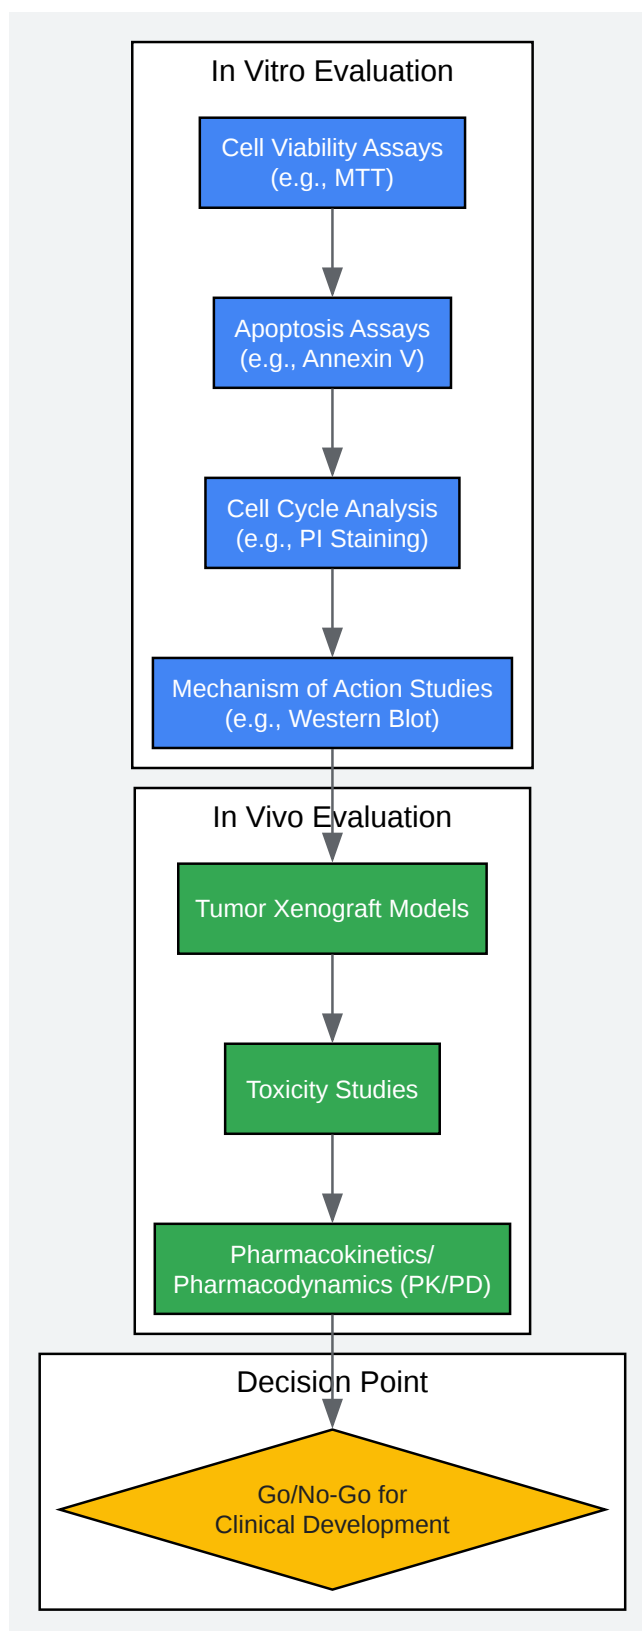 In Vitro Evaluation
Cell Viability Assays
(e.g., MTT)
Apoptosis Assays
(e.g., Annexin V)
Cell Cycle Analysis
(e.g., PI Staining)
Mechanism of Action Studies
(e.g., Western Blot)
In Vivo Evaluation
Tumor Xenograft Models
Toxicity Studies
Pharmacokinetics/
Pharmacodynamics (PK/PD)
Decision Point
Go/No-Go for
Clinical Development